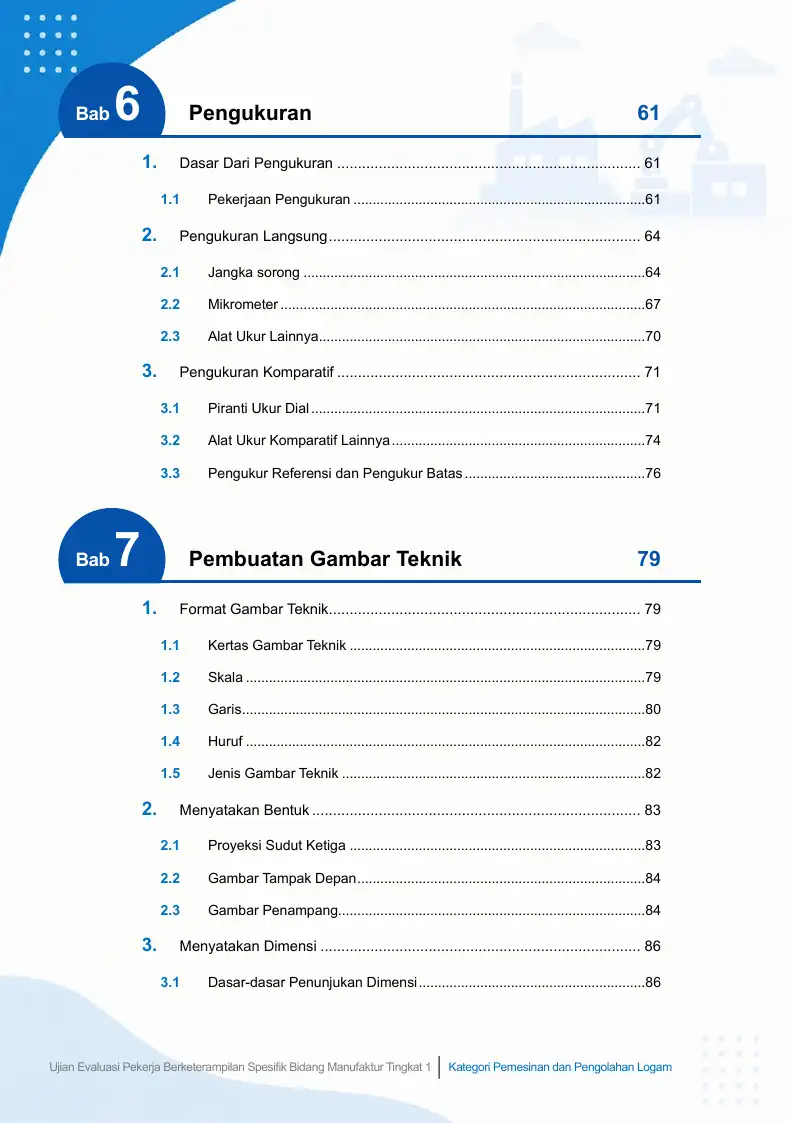 Bab 6 Pengukuran 61
1. Dasar Dari Pengukuran ........................................................................ 61
1.1 Pekerjaan Pengukuran ...........................................................................61
2. Pengukuran Langsung.......................................................................... 64
2.1 Jangka sorong ........................................................................................64
2.2 Mikrometer ..............................................................................................67
2.3 Alat Ukur Lainnya....................................................................................70
3. Pengukuran Komparatif ........................................................................ 71
3.1 Piranti Ukur Dial ......................................................................................71
3.2 Alat Ukur Komparatif Lainnya .................................................................74
3.3 Pengukur Referensi dan Pengukur Batas ...............................................76
Bab 7 Pembuatan Gambar Teknik 79
1. Format Gambar Teknik.......................................................................... 79
1.1 Kertas Gambar Teknik ............................................................................79
1.2 Skala .......................................................................................................79
1.3 Garis........................................................................................................80
1.4 Huruf .......................................................................................................82
1.5 Jenis Gambar Teknik ..............................................................................82
2. Menyatakan Bentuk .............................................................................. 83
2.1 Proyeksi Sudut Ketiga ............................................................................83
2.2 Gambar Tampak Depan..........................................................................84
2.3 Gambar Penampang...............................................................................84
3. Menyatakan Dimensi ............................................................................ 86
3.1 Dasar-dasar Penunjukan Dimensi ..........................................................86
Ujian Evaluasi Pekerja Berketerampilan Spesifik Bidang Manufaktur Tingkat 1 | Kategori Pemesinan dan Pengolahan Logam